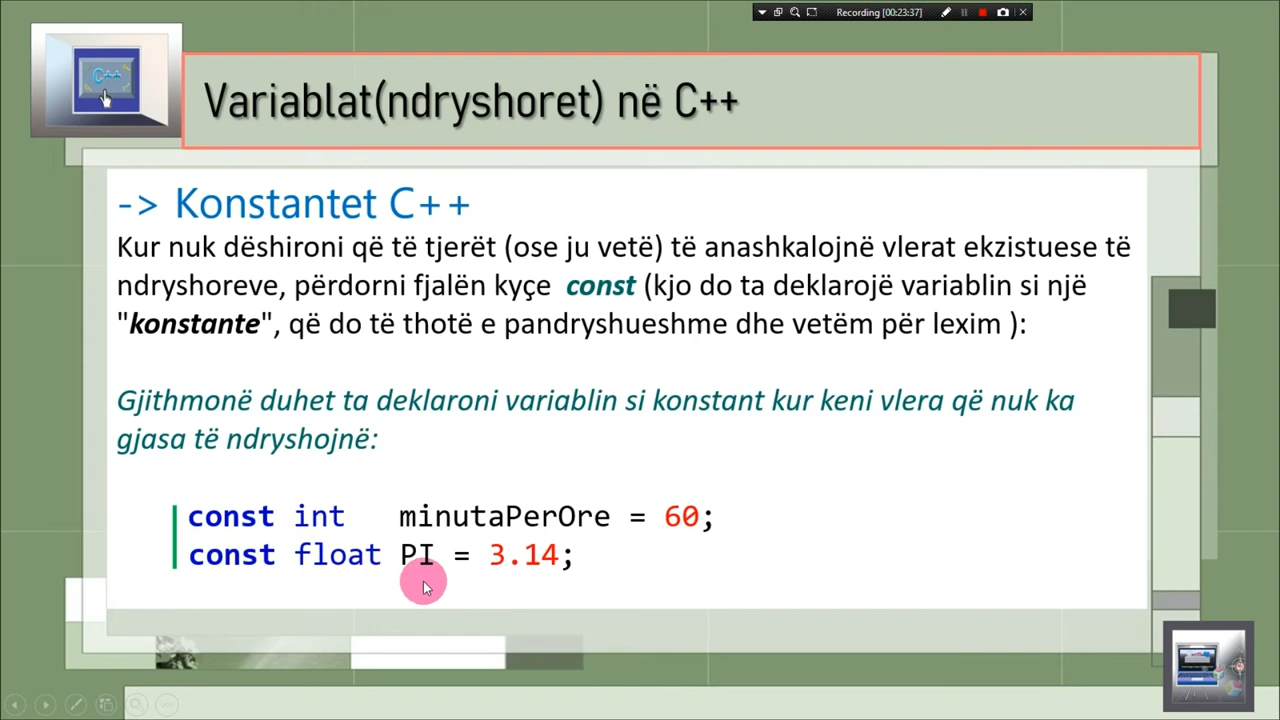 Recording [00:23:37]
C++
Variablat(ndryshoret) në C++
-> Konstantet C++
Kur nuk dëshironi që të tjerët (ose ju vetë) të anashkalojnë vlerat ekzistuese të
ndryshoreve, përdorni fjalën kyçe const (kjo do ta deklarojë variablin si një
"konstante", që do të thotë e pandryshueshme dhe vetëm për lexim ):
Gjithmonë duhet ta deklaroni variablin si konstant kur keni vlera që nuk ka
gjasa të ndryshojnë:
const int minutaPerOre = 60;
const float PI = 3.14;